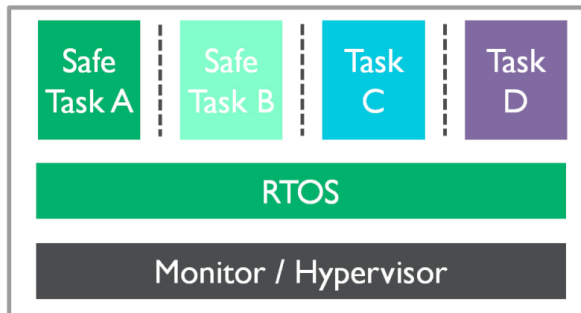 Safe
Task A
Safe
Task B
Task
C
Task
D
RTOS
Monitor / Hypervisor